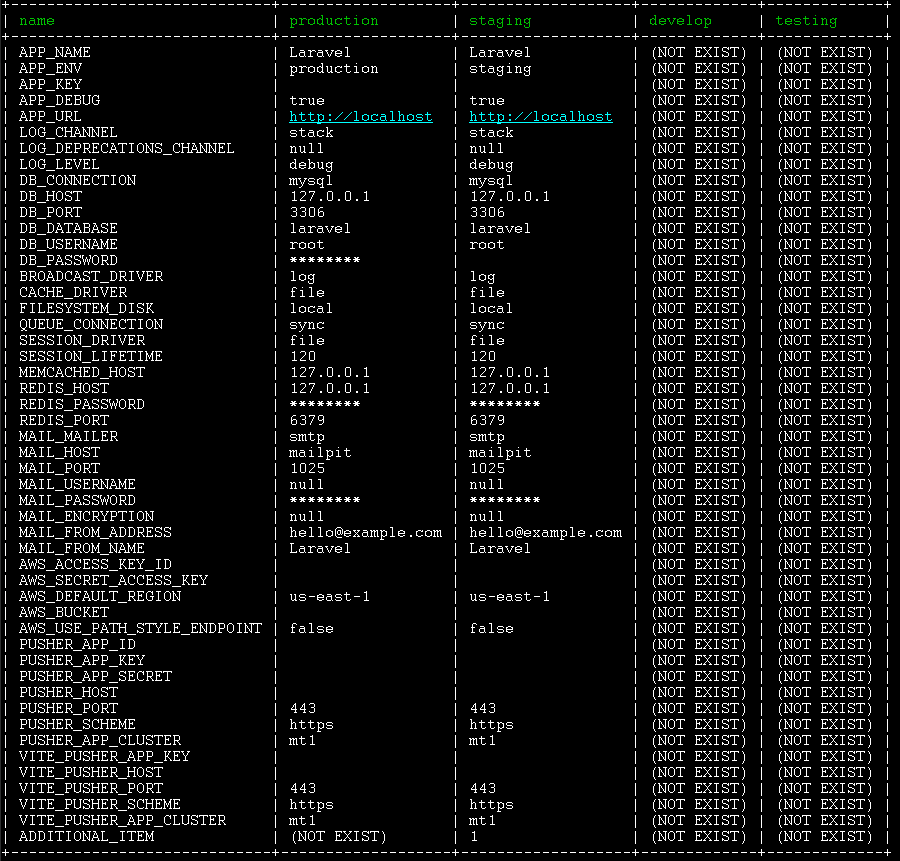 name | production | staging | develop | testing
APP_NAME | Laravel | Laravel | (NOT EXIST) | (NOT EXIST)
APP_ENV | production | staging | (NOT EXIST) | (NOT EXIST)
APP_KEY | | | (NOT EXIST) | (NOT EXIST)
APP_DEBUG | true | true | (NOT EXIST) | (NOT EXIST)
APP_URL | http://localhost | http://localhost | (NOT EXIST) | (NOT EXIST)
LOG_CHANNEL | stack | stack | (NOT EXIST) | (NOT EXIST)
LOG_DEPRECATIONS_CHANNEL | null | null | (NOT EXIST) | (NOT EXIST)
LOG_LEVEL | debug | debug | (NOT EXIST) | (NOT EXIST)
DB_CONNECTION | mysql | mysql | (NOT EXIST) | (NOT EXIST)
DB_HOST | 127.0.0.1 | 127.0.0.1 | (NOT EXIST) | (NOT EXIST)
DB_PORT | 3306 | 3306 | (NOT EXIST) | (NOT EXIST)
DB_DATABASE | laravel | laravel | (NOT EXIST) | (NOT EXIST)
DB_USERNAME | root | root | (NOT EXIST) | (NOT EXIST)
DB_PASSWORD | ******** | | (NOT EXIST) | (NOT EXIST)
BROADCAST_DRIVER | log | log | (NOT EXIST) | (NOT EXIST)
CACHE_DRIVER | file | file | (NOT EXIST) | (NOT EXIST)
FILESYSTEM_DISK | local | local | (NOT EXIST) | (NOT EXIST)
QUEUE_CONNECTION | sync | sync | (NOT EXIST) | (NOT EXIST)
SESSION_DRIVER | file | file | (NOT EXIST) | (NOT EXIST)
SESSION_LIFETIME | 120 | 120 | (NOT EXIST) | (NOT EXIST)
MEMCACHED_HOST | 127.0.0.1 | 127.0.0.1 | (NOT EXIST) | (NOT EXIST)
REDIS_HOST | 127.0.0.1 | 127.0.0.1 | (NOT EXIST) | (NOT EXIST)
REDIS_PASSWORD | ******** | ******** | (NOT EXIST) | (NOT EXIST)
REDIS_PORT | 6379 | 6379 | (NOT EXIST) | (NOT EXIST)
MAIL_MAILER | smtp | smtp | (NOT EXIST) | (NOT EXIST)
MAIL_HOST | mailpit | mailpit | (NOT EXIST) | (NOT EXIST)
MAIL_PORT | 1025 | 1025 | (NOT EXIST) | (NOT EXIST)
MAIL_USERNAME | null | null | (NOT EXIST) | (NOT EXIST)
MAIL_PASSWORD | ******** | ******** | (NOT EXIST) | (NOT EXIST)
MAIL_ENCRYPTION | null | null | (NOT EXIST) | (NOT EXIST)
MAIL_FROM_ADDRESS | hello@example.com | hello@example.com | (NOT EXIST) | (NOT EXIST)
MAIL_FROM_NAME | Laravel | Laravel | (NOT EXIST) | (NOT EXIST)
AWS_ACCESS_KEY_ID | | | (NOT EXIST) | (NOT EXIST)
AWS_SECRET_ACCESS_KEY | | | (NOT EXIST) | (NOT EXIST)
AWS_DEFAULT_REGION | us-east-1 | us-east-1 | (NOT EXIST) | (NOT EXIST)
AWS_BUCKET | | | (NOT EXIST) | (NOT EXIST)
AWS_USE_PATH_STYLE_ENDPOINT | false | false | (NOT EXIST) | (NOT EXIST)
PUSHER_APP_ID | | | (NOT EXIST) | (NOT EXIST)
PUSHER_APP_KEY | | | (NOT EXIST) | (NOT EXIST)
PUSHER_APP_SECRET | | | (NOT EXIST) | (NOT EXIST)
PUSHER_HOST | | | (NOT EXIST) | (NOT EXIST)
PUSHER_PORT | 443 | 443 | (NOT EXIST) | (NOT EXIST)
PUSHER_SCHEME | https | https | (NOT EXIST) | (NOT EXIST)
PUSHER_APP_CLUSTER | mt1 | mt1 | (NOT EXIST) | (NOT EXIST)
VITE_PUSHER_APP_KEY | | | (NOT EXIST) | (NOT EXIST)
VITE_PUSHER_HOST | | | (NOT EXIST) | (NOT EXIST)
VITE_PUSHER_PORT | 443 | 443 | (NOT EXIST) | (NOT EXIST)
VITE_PUSHER_SCHEME | https | https | (NOT EXIST) | (NOT EXIST)
VITE_PUSHER_APP_CLUSTER | mt1 | mt1 | (NOT EXIST) | (NOT EXIST)
ADDITIONAL_ITEM | (NOT EXIST) | 1 | (NOT EXIST) | (NOT EXIST)